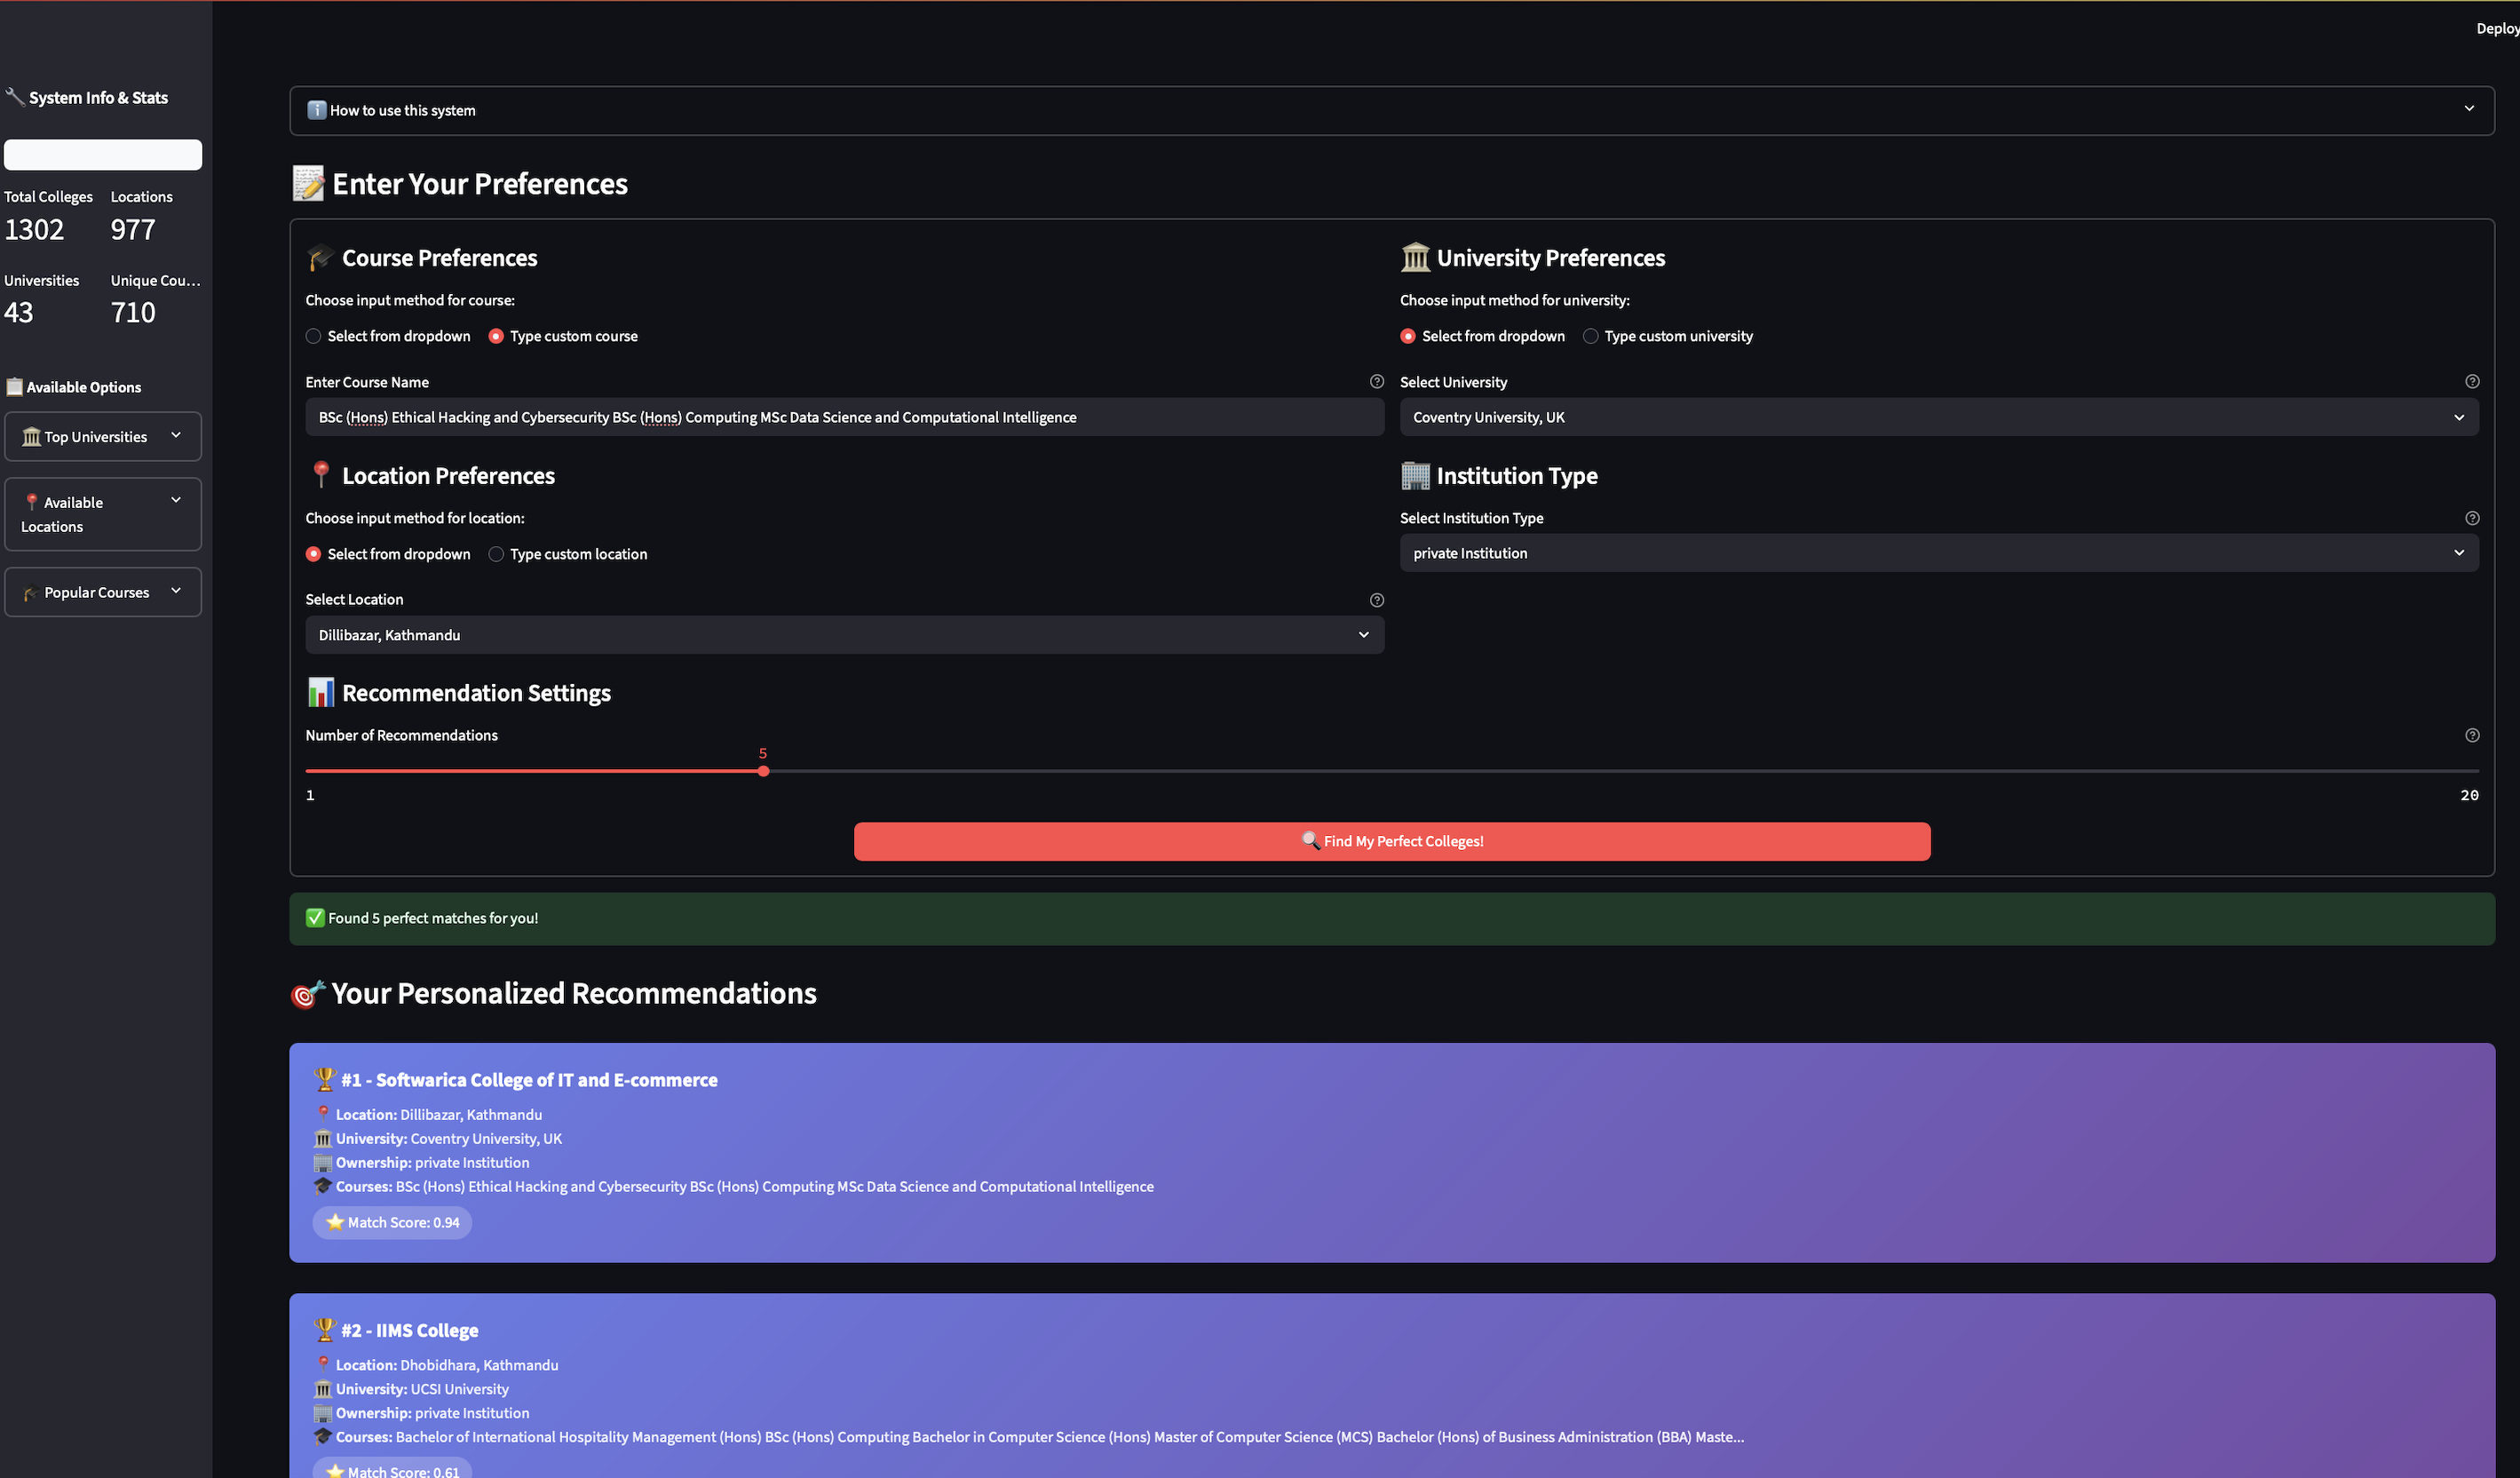 Deploy
System Info & Stats
Total Colleges
1302
Locations
977
Universities
43
Unique Cou...
710
Available Options
Top Universities
Available
Locations
Popular Courses
How to use this system
Enter Your Preferences
Course Preferences
Choose input method for course:
Select from dropdown
Type custom course
Enter Course Name
BSc (Hons) Ethical Hacking and Cybersecurity BSc (Hons) Computing MSc Data Science and Computational Intelligence
University Preferences
Choose input method for university:
Select from dropdown
Type custom university
Select University
Coventry University, UK
Location Preferences
Choose input method for location:
Select from dropdown
Type custom location
Select Location
Dillibazar, Kathmandu
Institution Type
Select Institution Type
private Institution
Recommendation Settings
Number of Recommendations
5
1
20
Find My Perfect Colleges!
Found 5 perfect matches for you!
Your Personalized Recommendations
#1 - Softwarica College of IT and E-commerce
Location: Dillibazar, Kathmandu
University: Coventry University, UK
Ownership: private Institution
Courses: BSc (Hons) Ethical Hacking and Cybersecurity BSc (Hons) Computing MSc Data Science and Computational Intelligence
Match Score: 0.94
#2 - IIMS College
Location: Dhobidhara, Kathmandu
University: UCSI University
Ownership: private Institution
Courses: Bachelor of International Hospitality Management (Hons) BSc (Hons) Computing Bachelor in Computer Science (Hons) Master of Computer Science (MCS) Bachelor (Hons) of Business Administration (BBA) Maste...
Match Score: 0.61